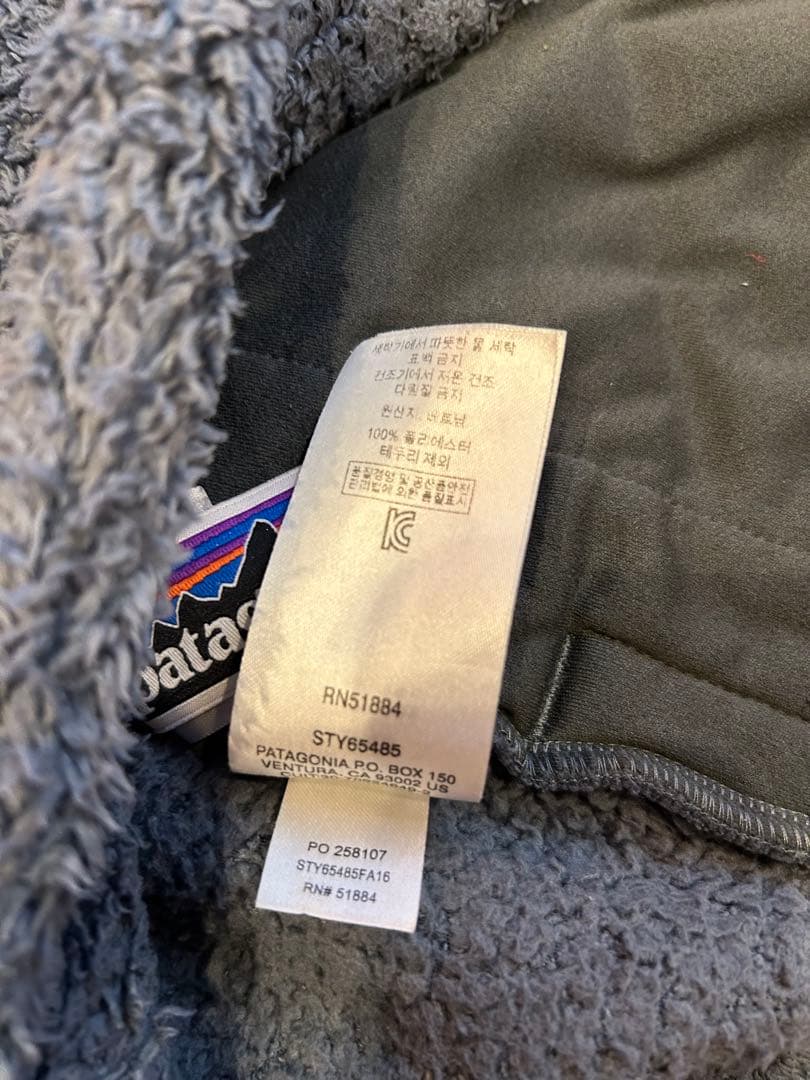 세탁기에서 따뜻한 물 세탁
표백 금지
건조기에서 저온 건조
다림질 금지
원산지: 베트남
100% 폴리에스터
테두리 제외
품질경영 및 공산품안전
관리법에 의한 품질표시
KC
patag
RN51884
STY65485
PATAGONIA P.O. BOX 150
VENTURA, CA 93002 US
PO 258107
STY65485FA16
RN# 51884